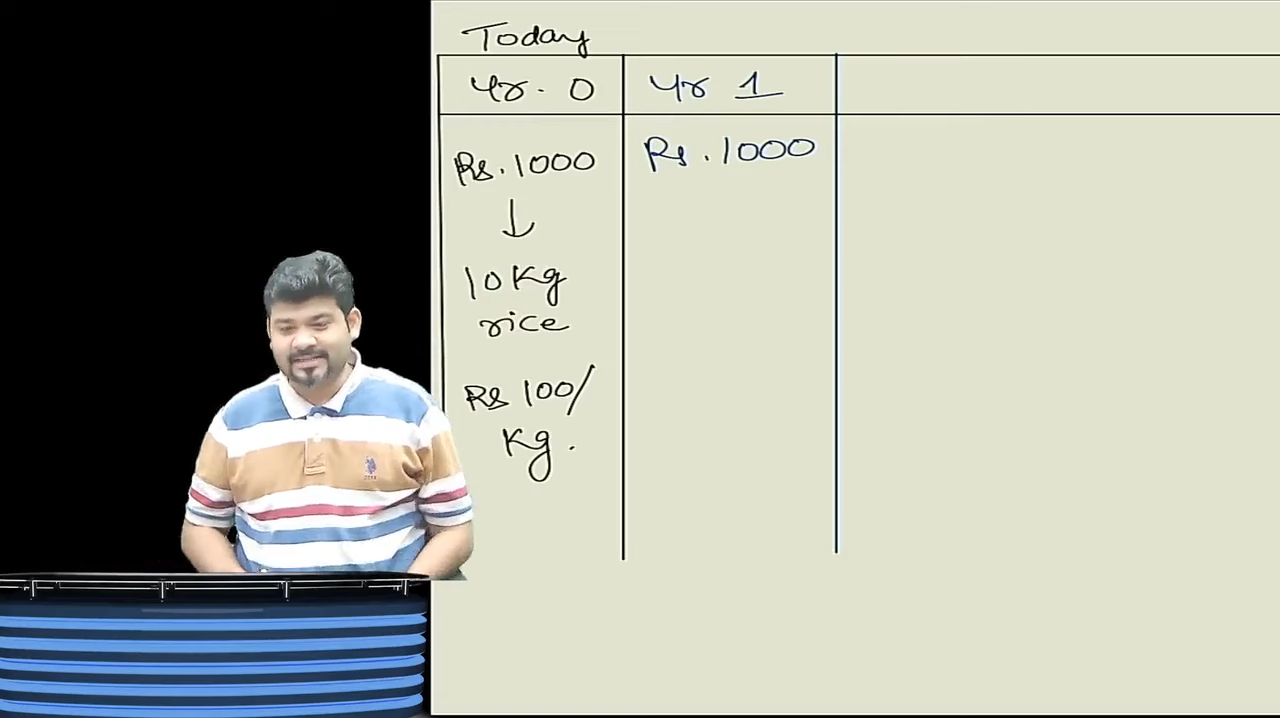 Today
Yr. 0
Yr 1
Rs. 1000
Rs. 1000
10 Kg
rice
Rs 100/
Kg.